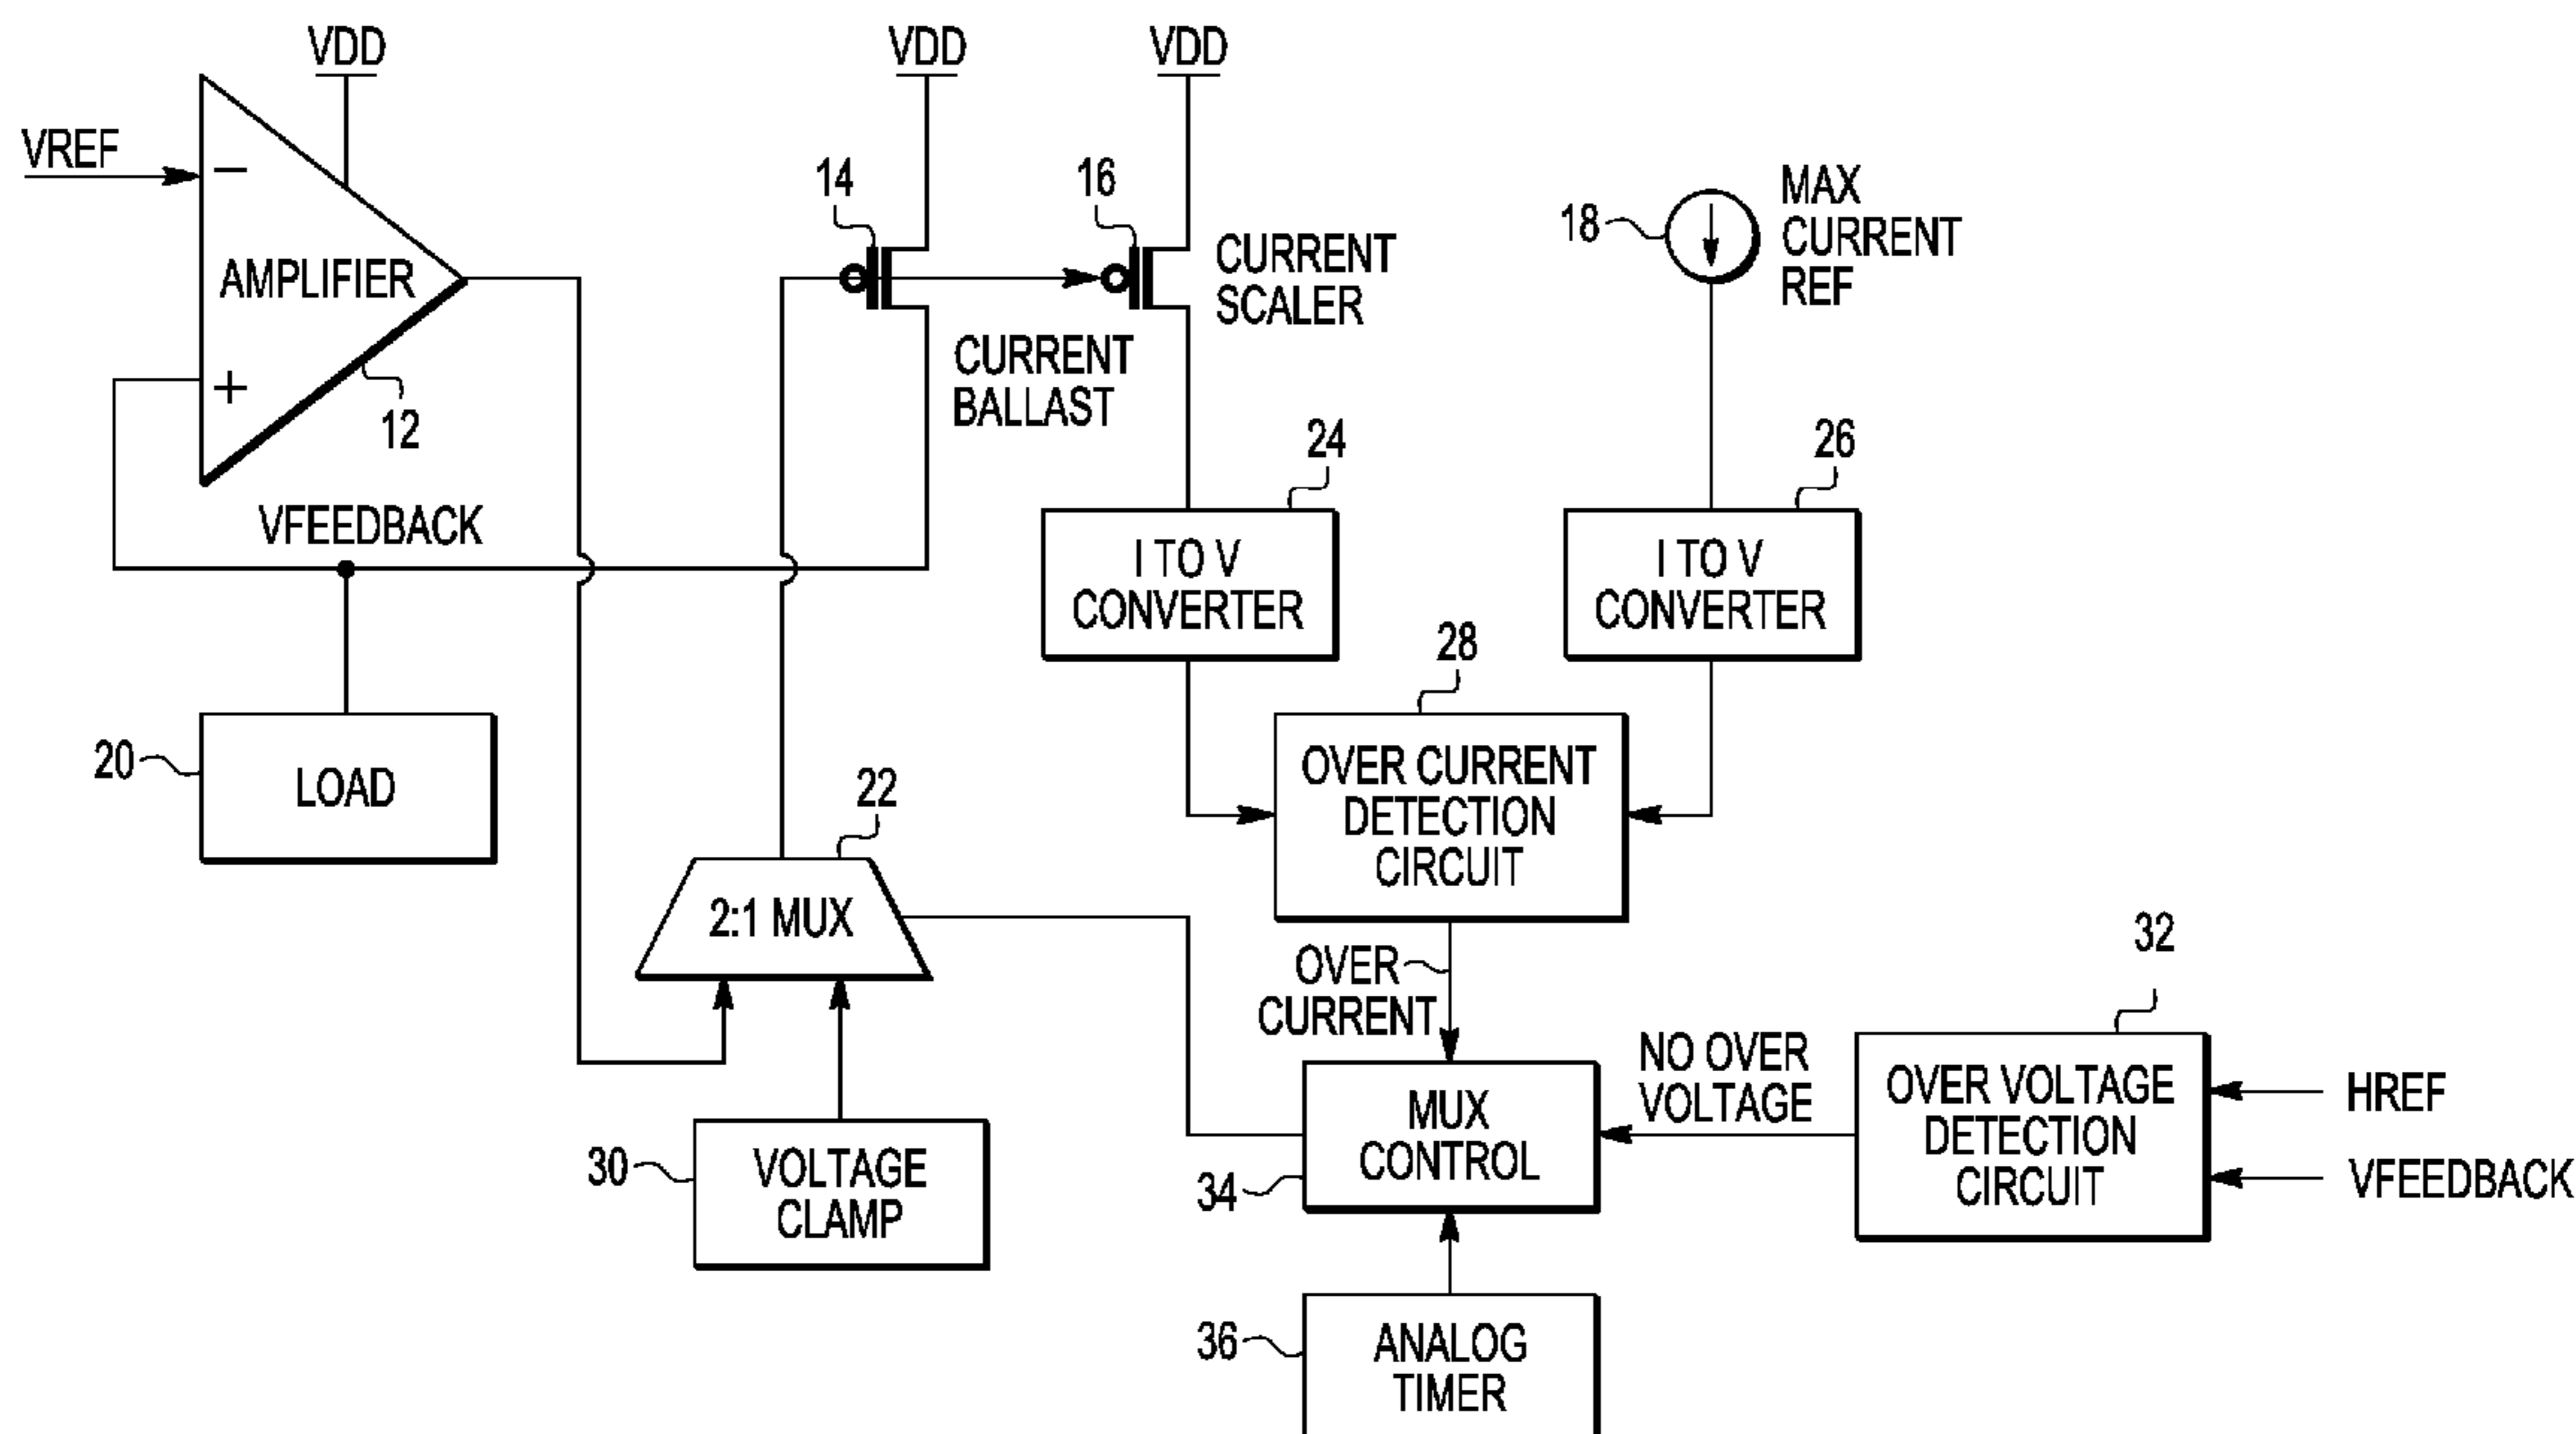 VDD
VDD
VDD
VREF
−
AMPLIFIER
+
12
14
16
CURRENT
SCALER
CURRENT
BALLAST
18
MAX
CURRENT
REF
VFEEDBACK
24
I TO V
CONVERTER
26
I TO V
CONVERTER
20
LOAD
22
2:1 MUX
28
OVER CURRENT
DETECTION
CIRCUIT
OVER
CURRENT
30
VOLTAGE
CLAMP
34
MUX
CONTROL
NO OVER
VOLTAGE
32
OVER VOLTAGE
DETECTION
CIRCUIT
HREF
VFEEDBACK
36
ANALOG
TIMER